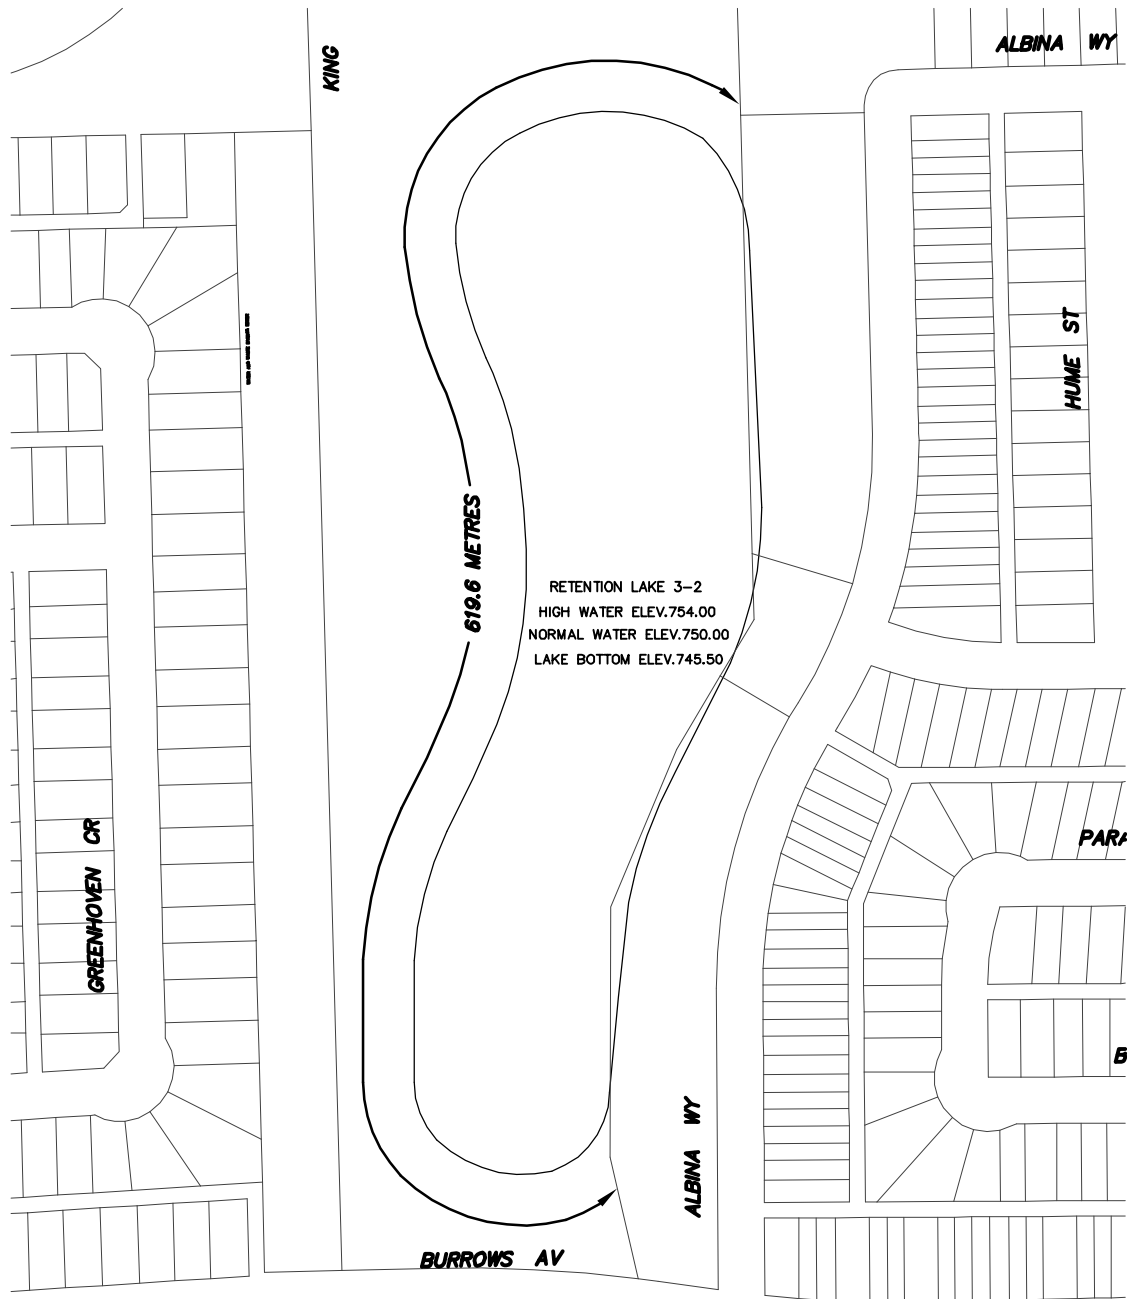 ALBINA WY
KING
HUME ST
619.6 METRES
RETENTION LAKE 3-2
HIGH WATER ELEV.754.00
NORMAL WATER ELEV.750.00
LAKE BOTTOM ELEV.745.50
GREENHOVEN CR
ALBINA WY
BURROWS AV